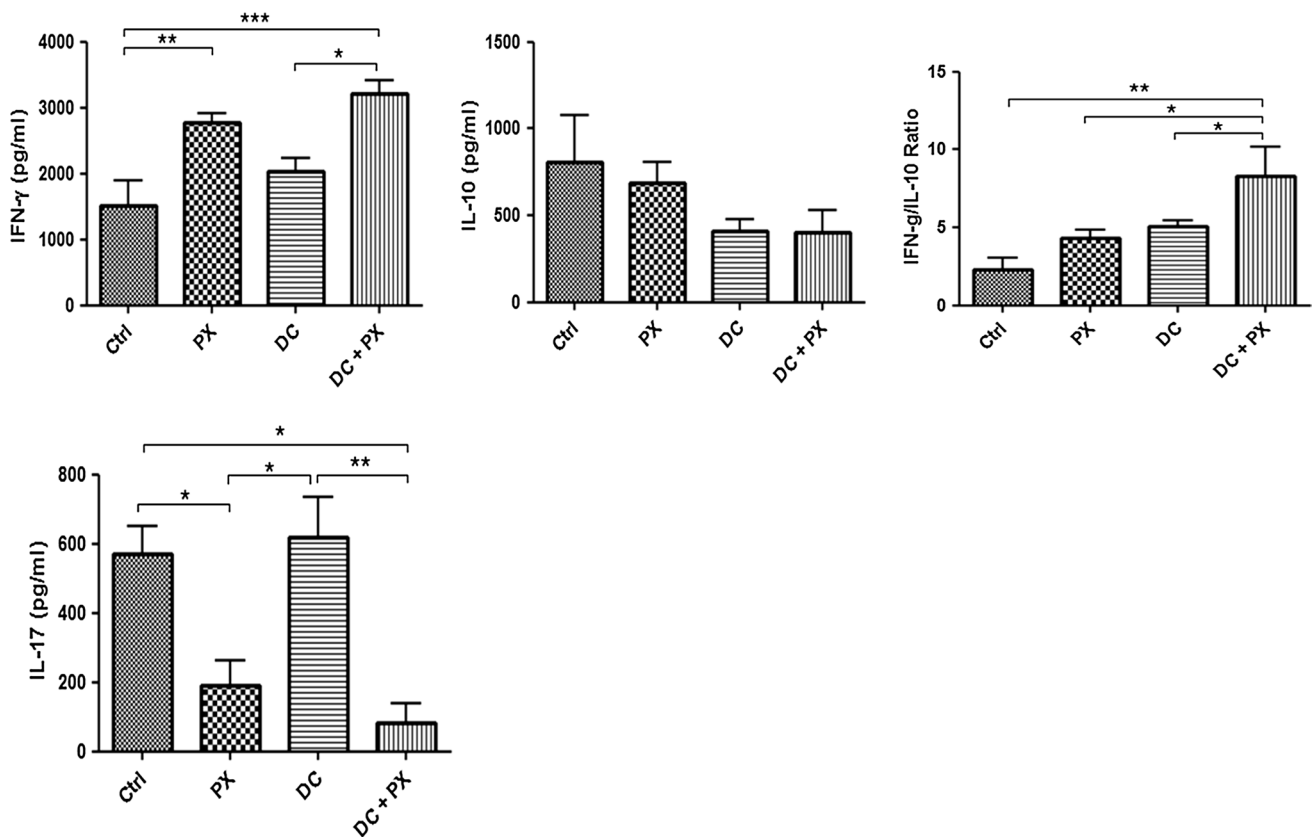 ***
**
*
4000
3000
2000
1000
0
IFN-γ (pg/ml)
Ctrl
PX
DC
DC + PX
1500
1000
500
0
IL-10 (pg/ml)
Ctrl
PX
DC
DC + PX
**
*
*
15
10
5
0
IFN-g/IL-10 Ratio
Ctrl
PX
DC
DC + PX
*
*
**
*
800
600
400
200
0
IL-17 (pg/ml)
Ctrl
PX
DC
DC + PX